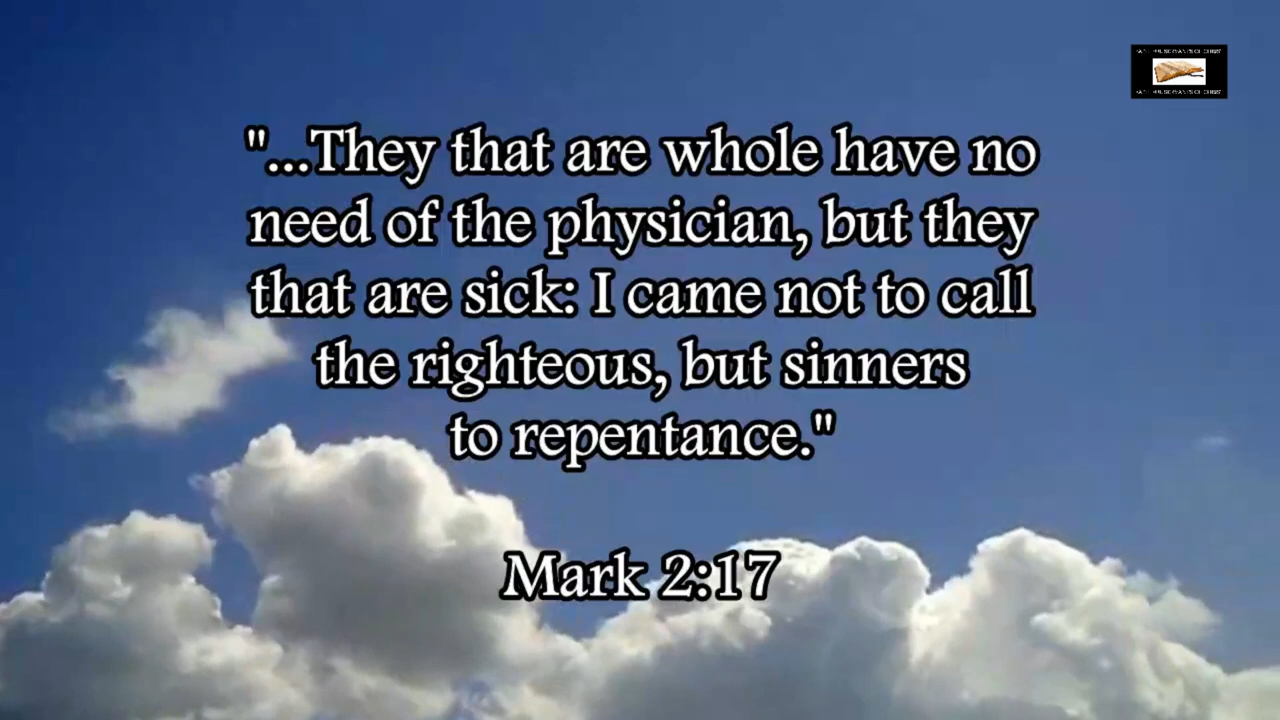 "...They that are whole have no
need of the physician, but they
that are sick: I came not to call
the righteous, but sinners
to repentance."
Mark 2:17